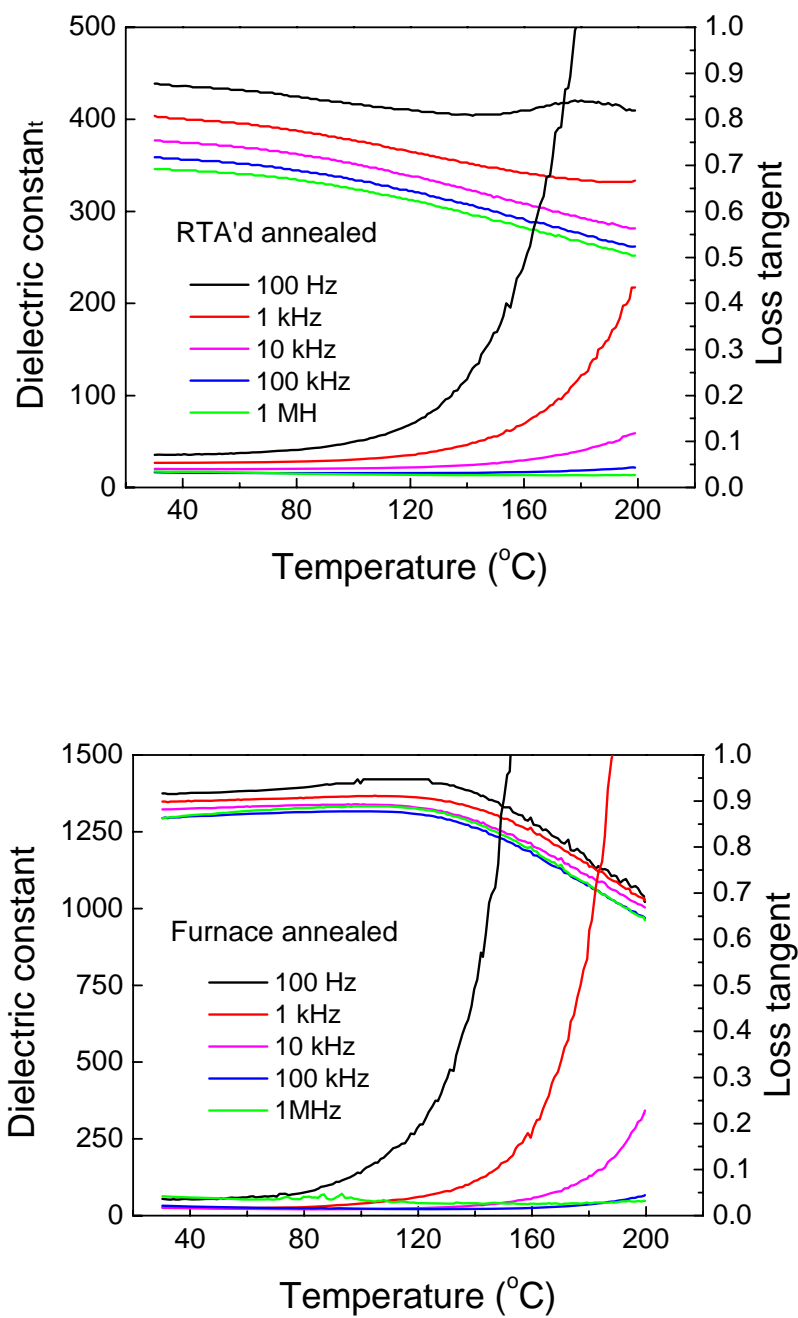 500
400
300
200
100
0
1.0
0.9
0.8
0.7
0.6
0.5
0.4
0.3
0.2
0.1
0.0
Dielectric constant
Loss tangent
RTA'd annealed
100 Hz
1 kHz
10 kHz
100 kHz
1 MH
40 80 120 160 200
Temperature (°C)
1500
1250
1000
750
500
250
0
1.0
0.9
0.8
0.7
0.6
0.5
0.4
0.3
0.2
0.1
0.0
Dielectric constant
Loss tangent
Furnace annealed
100 Hz
1 kHz
10 kHz
100 kHz
1MHz
40 80 120 160 200
Temperature (°C)